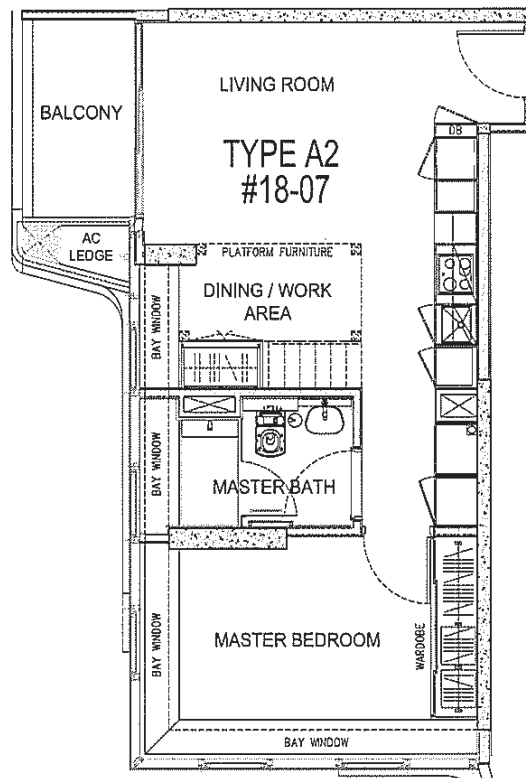 LIVING ROOM
BALCONY
DB
TYPE A2
#18-07
AC
LEDGE
PLATFORM FURNITURE
DINING / WORK
AREA
BAY WINDOW
BAY WINDOW
MASTER BATH
BAY WINDOW
MASTER BEDROOM
WARDOBE
BAY WINDOW